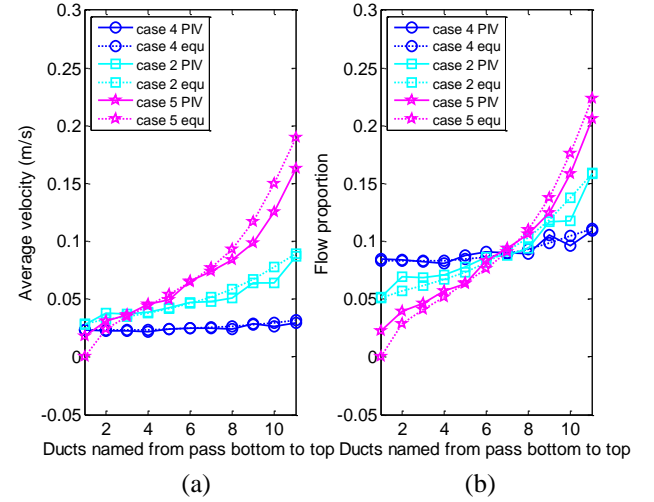 (a)
(b)
0.3
0.25
0.2
0.15
0.1
0.05
0
-0.05
Average velocity (m/s)
case 4 PIV
case 4 equ
case 2 PIV
case 2 equ
case 5 PIV
case 5 equ
2 4 6 8 10
Ducts named from pass bottom to top
(a)
0.3
0.25
0.2
0.15
0.1
0.05
0
-0.05
Flow proportion
case 4 PIV
case 4 equ
case 2 PIV
case 2 equ
case 5 PIV
case 5 equ
2 4 6 8 10
Ducts named from pass bottom to top
(b)